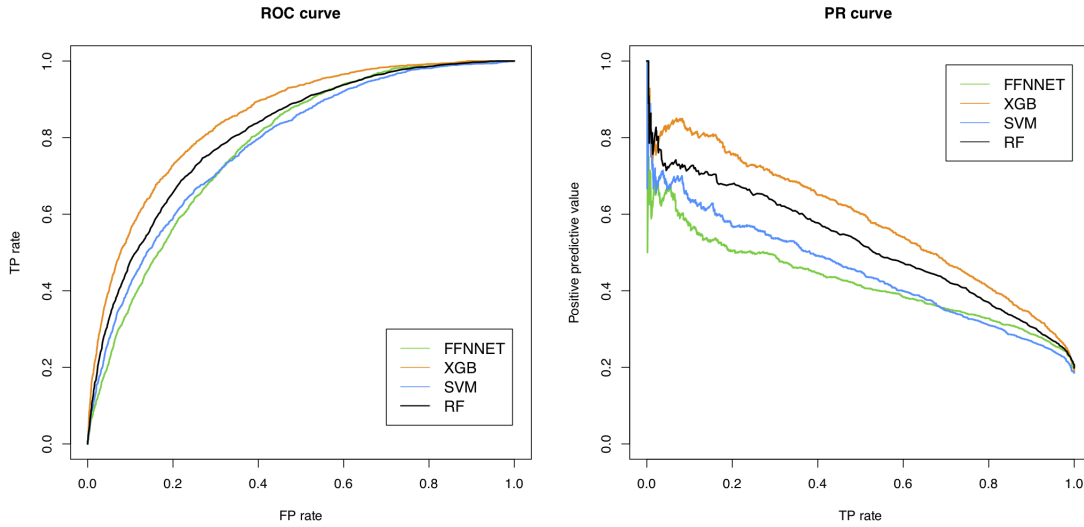 ROC curve
TP rate
1.0
0.8
0.6
0.4
0.2
0.0
FFNNET
XGB
SVM
RF
0.0 0.2 0.4 0.6 0.8 1.0
FP rate
PR curve
Positive predictive value
1.0
0.8
0.6
0.4
0.2
0.0
FFNNET
XGB
SVM
RF
0.0 0.2 0.4 0.6 0.8 1.0
TP rate